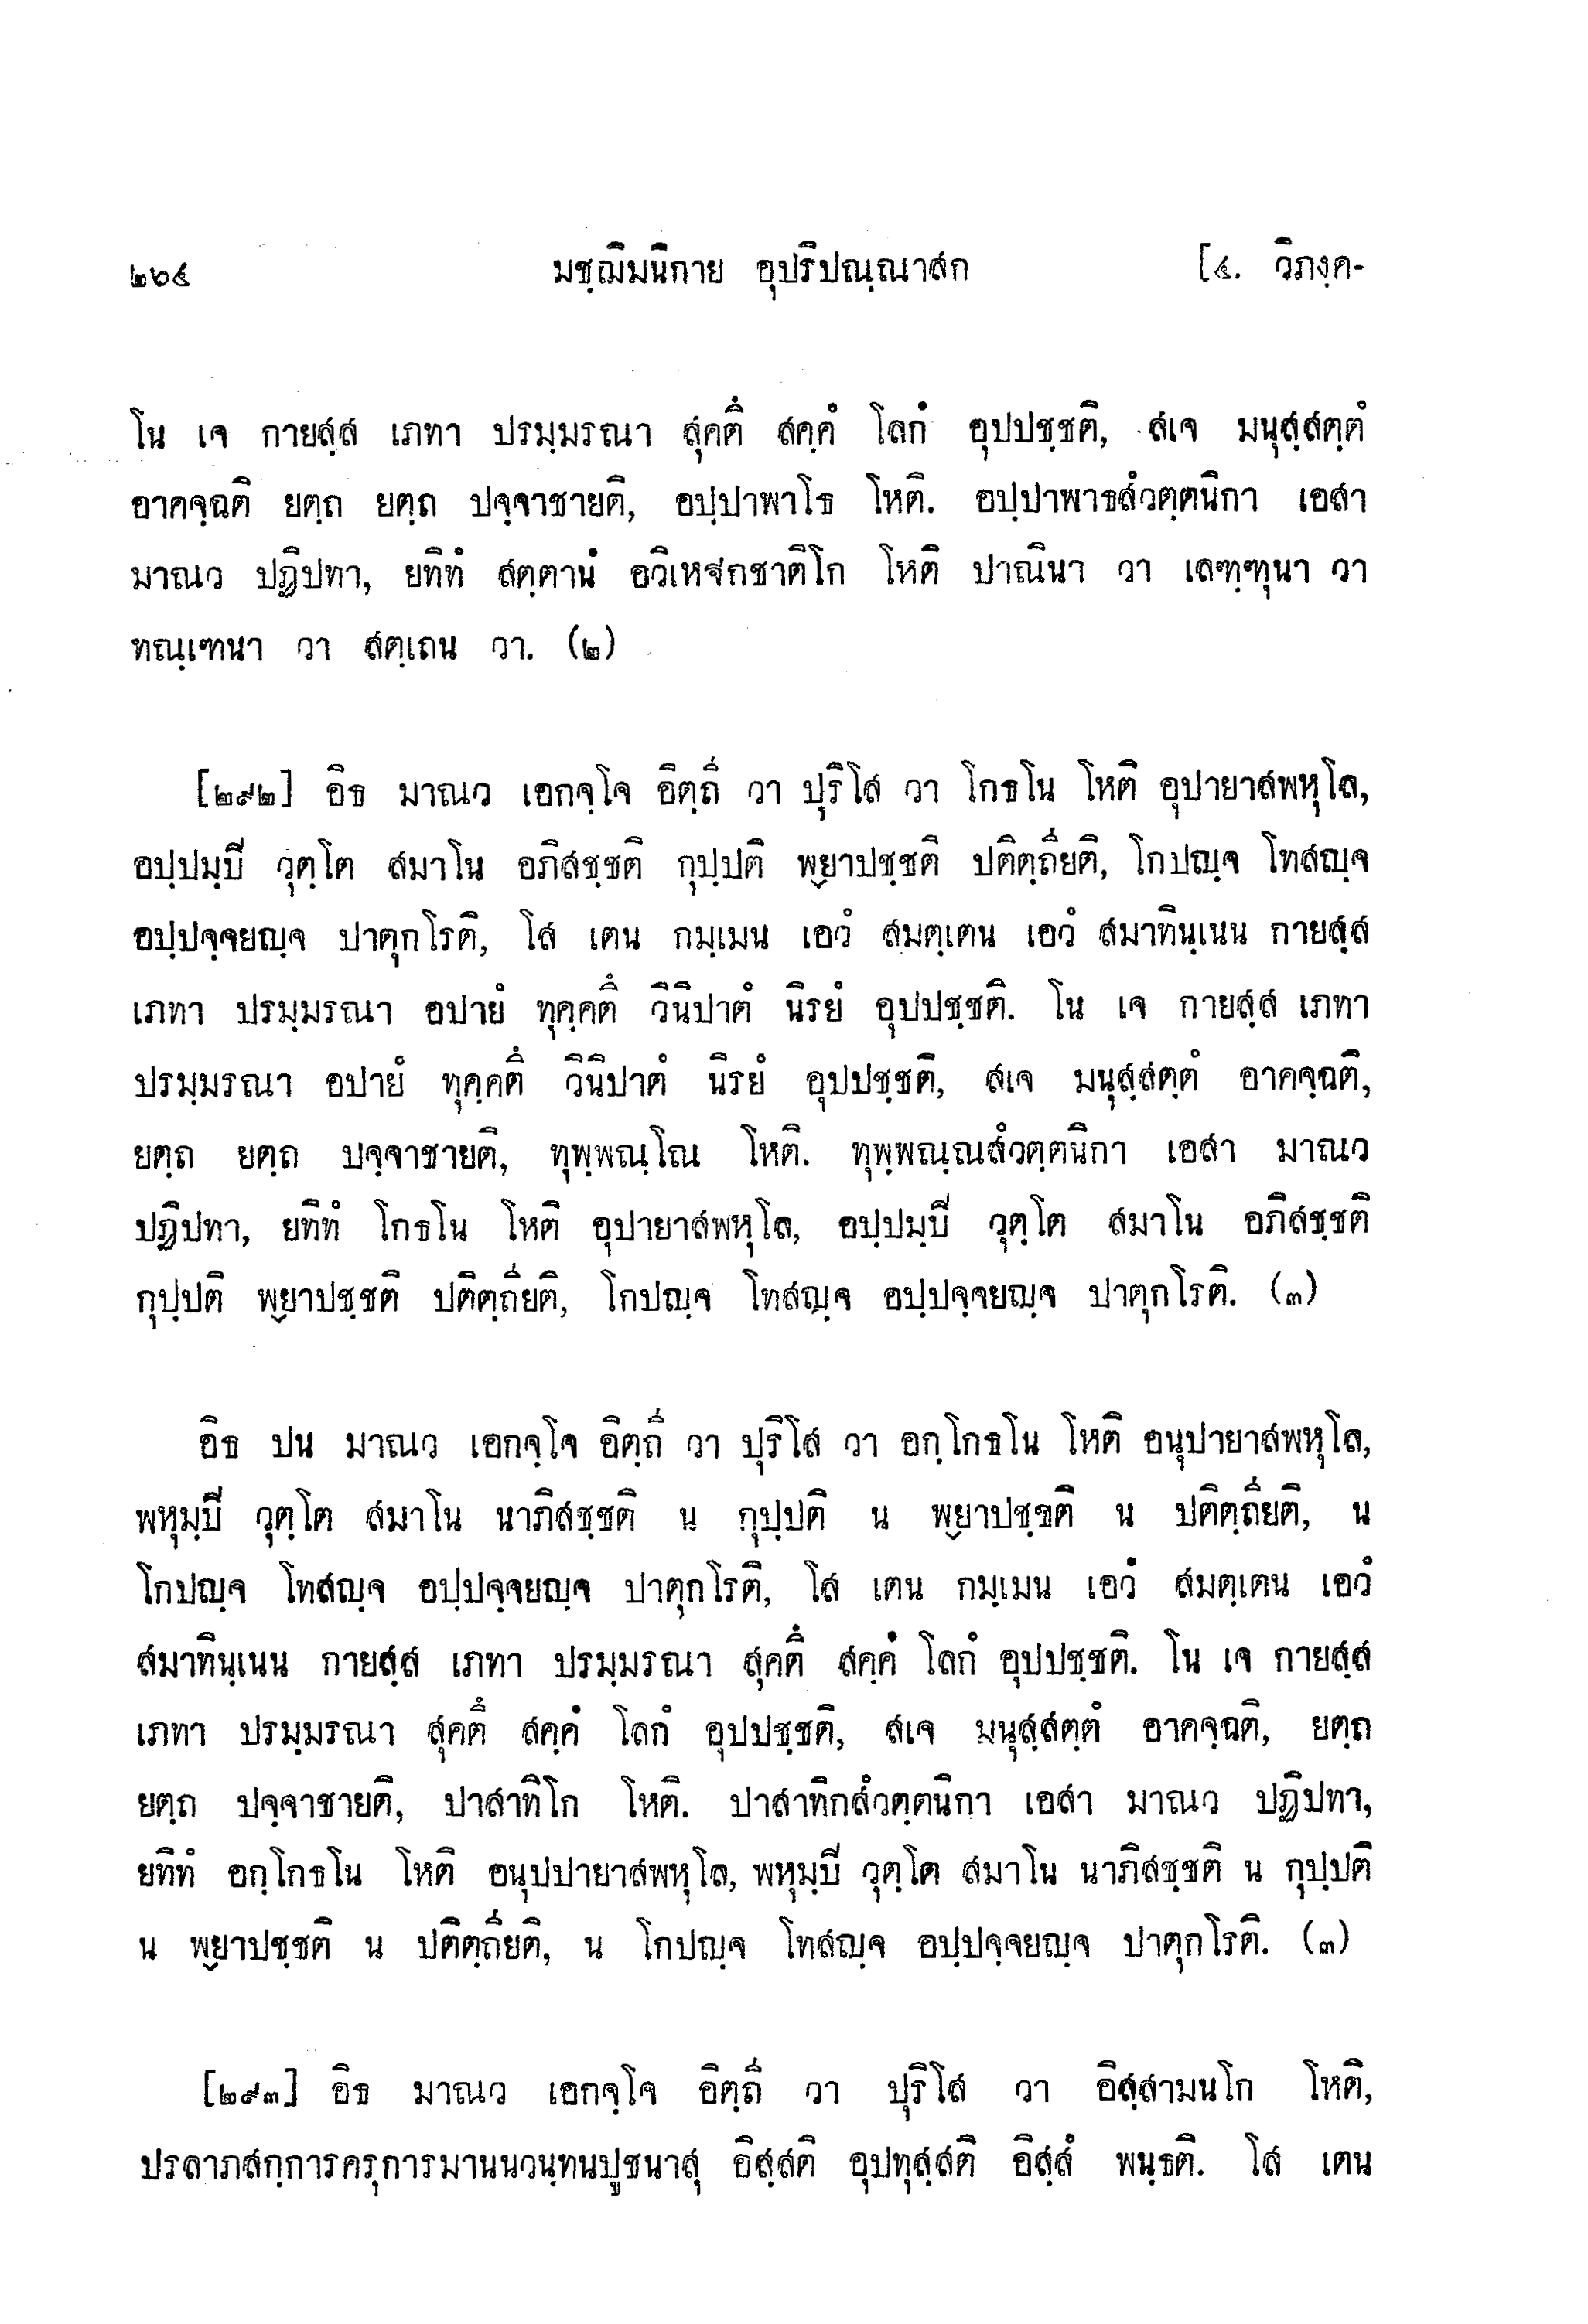 ๒๖๔ มชฺฌิมนิกาย อุปริปณฺณาสก [๔. วิภงฺค-
โน เจ กายสฺส เภทา ปรมฺมรณา สุคตึ สคฺคํ โลกํ อุปปชฺชติ, สเจ มนุสฺสตฺตํ
อาคจฺฉติ ยตฺถ ยตฺถ ปจฺจาชายติ, อปฺปาพาโธ โหติ. อปฺปาพาธสํวตฺตนิกา เอสา
มาณว ปฏิปทา, ยทิทํ สตฺตานํ อวิเหฐกชาติโก โหติ ปาณินา วา เลฑฺฑุนา วา
ทณฺเฑนา วา สตฺเถน วา. (๒)
[๒๙๒] อิธ มาณว เอกจฺโจ อิตฺถี วา ปุริโส วา โกธโน โหติ อุปายาสพหุโล,
อปฺปมฺปี วุตฺโต สมาโน อภิสชฺชติ กุปฺปติ พฺยาปชฺชติ ปติตฺถียติ, โกปญฺจ โทสญฺจ
อปฺปจฺจยญฺจ ปาตุกโรติ, โส เตน กมฺเมน เอวํ สมตฺเตน เอวํ สมาทินฺเนน กายสฺส
เภทา ปรมฺมรณา อปายํ ทุคฺคตึ วินิปาตํ นิรยํ อุปปชฺชติ. โน เจ กายสฺส เภทา
ปรมฺมรณา อปายํ ทุคฺคตึ วินิปาตํ นิรยํ อุปปชฺชติ, สเจ มนุสฺสตฺตํ อาคจฺฉติ,
ยตฺถ ยตฺถ ปจฺจาชายติ, ทุพฺพณฺโณ โหติ. ทุพฺพณฺณสํวตฺตนิกา เอสา มาณว
ปฏิปทา, ยทิทํ โกธโน โหติ อุปายาสพหุโล, อปฺปมฺปี วุตฺโต สมาโน อภิสชฺชติ
กุปฺปติ พฺยาปชฺชติ ปติตฺถียติ, โกปญฺจ โทสญฺจ อปฺปจฺจยญฺจ ปาตุกโรติ. (๓)
อิธ ปน มาณว เอกจฺโจ อิตฺถี วา ปุริโส วา อกฺโกธโน โหติ อนุปายาสพหุโล,
พหุมฺปี วุตฺโต สมาโน นาภิสชฺชติ น กุปฺปติ น พฺยาปชฺชติ น ปติตฺถียติ, น
โกปญฺจ โทสญฺจ อปฺปจฺจยญฺจ ปาตุกโรติ, โส เตน กมฺเมน เอวํ สมตฺเตน เอวํ
สมาทินฺเนน กายสฺส เภทา ปรมฺมรณา สุคตึ สคฺคํ โลกํ อุปปชฺชติ. โน เจ กายสฺส
เภทา ปรมฺมรณา สุคตึ สคฺคํ โลกํ อุปปชฺชติ, สเจ มนุสฺสตฺตํ อาคจฺฉติ, ยตฺถ
ยตฺถ ปจฺจาชายติ, ปาสาทิโก โหติ. ปาสาทิกสํวตฺตนิกา เอสา มาณว ปฏิปทา,
ยทิทํ อกฺโกธโน โหติ อนุปปายาสพหุโล, พหุมฺปี วุตฺโต สมาโน นาภิสชฺชติ น กุปฺปติ
น พฺยาปชฺชติ น ปติตฺถียติ, น โกปญฺจ โทสญฺจ อปฺปจฺจยญฺจ ปาตุกโรติ. (๓)
[๒๙๓] อิธ มาณว เอกจฺโจ อิตฺถี วา ปุริโส วา อิสฺสามนโก โหติ,
ปรลาภสกฺการครุการมานนวนฺทนปูชนาสุ อิสฺสติ อุปทุสฺสติ อิสฺสํ พนฺธติ. โส เตน